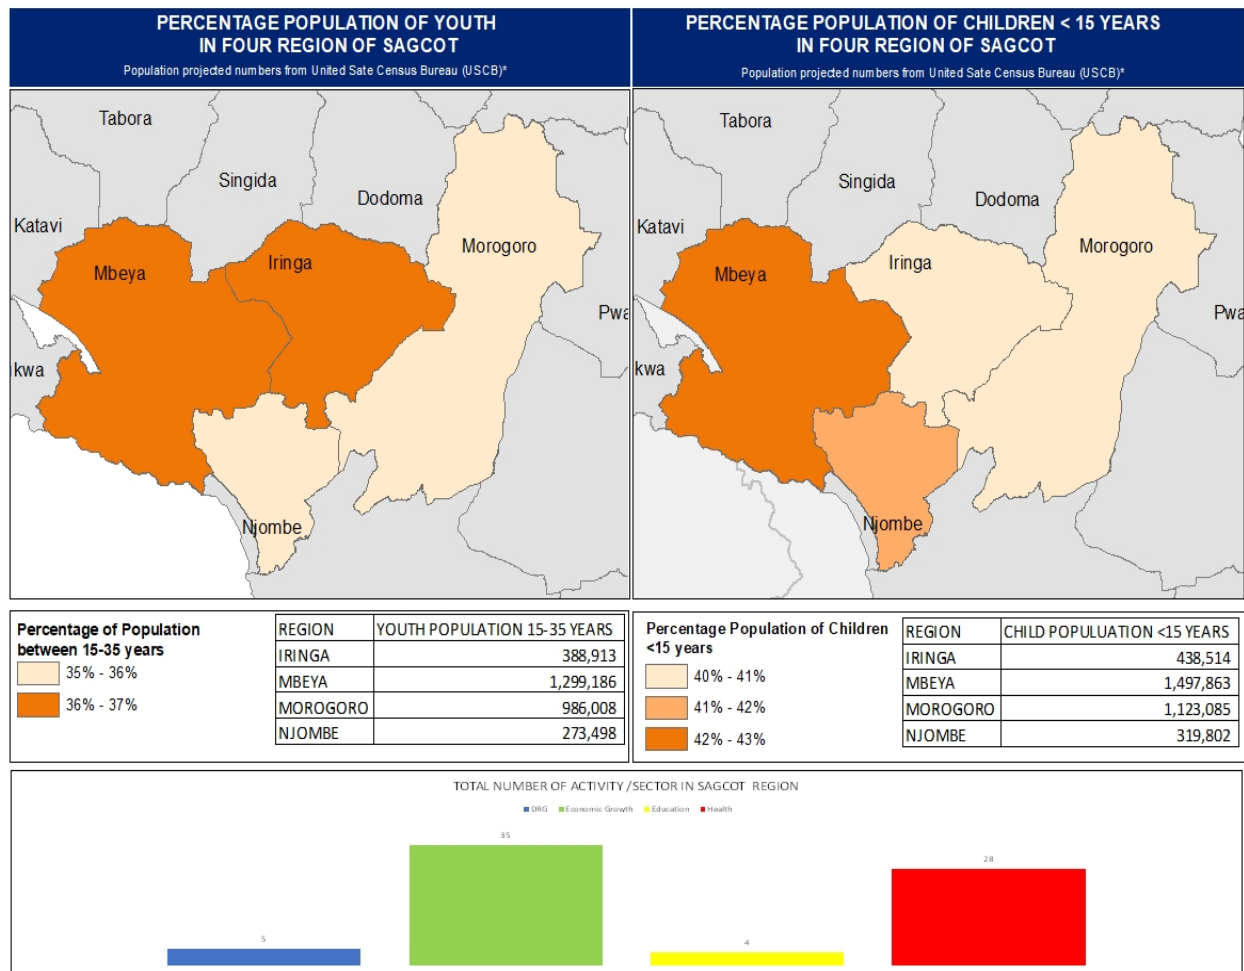 PERCENTAGE POPULATION OF YOUTH
IN FOUR REGION OF SAGCOT
Population projected numbers from United Sate Census Bureau (USCB)*
Tabora
Singida
Dodoma
Katavi
Morogoro
Mbeya
Iringa
Pwa
ikwa
Njombe
PERCENTAGE POPULATION OF CHILDREN < 15 YEARS
IN FOUR REGION OF SAGCOT
Population projected numbers from United Sate Census Bureau (USCB)*
Tabora
Singida
Dodoma
Katavi
Morogoro
Mbeya
Iringa
Pwa
kwa
Njombe
Percentage of Population
between 15-35 years
35% - 36%
36% - 37%
REGION YOUTH POPULATION 15-35 YEARS
IRINGA 388,913
MBEYA 1,299,186
MOROGORO 986,008
NJOMBE 273,498
Percentage Population of Children
<15 years
40% - 41%
41% - 42%
42% - 43%
REGION CHILD POPULUATION <15 YEARS
IRINGA 438,514
MBEYA 1,497,863
MOROGORO 1,123,085
NJOMBE 319,802
TOTAL NUMBER OF ACTIVITY /SECTOR IN SAGCOT REGION
DRG Economic Growth Education Health
5
35
4
28